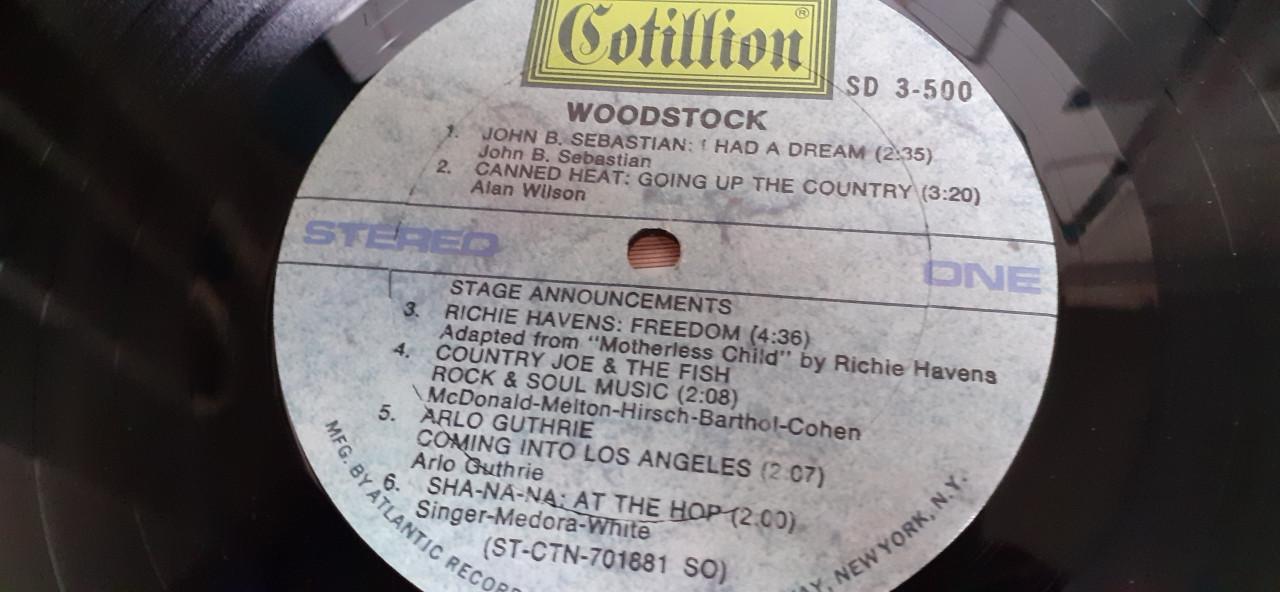 Cotillion®
SD 3-500
WOODSTOCK
1. JOHN B. SEBASTIAN: I HAD A DREAM (2:35)
John B. Sebastian
2. CANNED HEAT: GOING UP THE COUNTRY (3:20)
Alan Wilson
STEREO
ONE
STAGE ANNOUNCEMENTS
3. RICHIE HAVENS: FREEDOM (4:36)
Adapted from "Motherless Child" by Richie Havens
4. COUNTRY JOE & THE FISH
ROCK & SOUL MUSIC (2:08)
McDonald-Melton-Hirsch-Barthol-Cohen
5. ARLO GUTHRIE
COMING INTO LOS ANGELES (2:07)
Arlo Guthrie
6. SHA-NA-NA: AT THE HOP (2:00)
Singer-Medora-White
(ST-CTN-701881 SO)
MFG. BY ATLANTIC RECOR
AY, NEW YORK, N.Y.